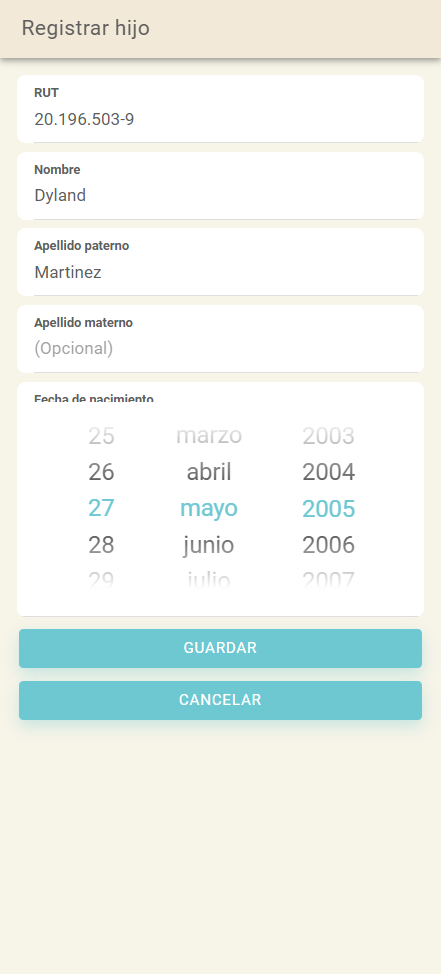 Registrar hijo
RUT
20.196.503-9
Nombre
Dyland
Apellido paterno
Martinez
Apellido materno
(Opcional)
Fecha de nacimiento
25 marzo 2003
26 abril 2004
27 mayo 2005
28 junio 2006
29 julio 2007
GUARDAR
CANCELAR